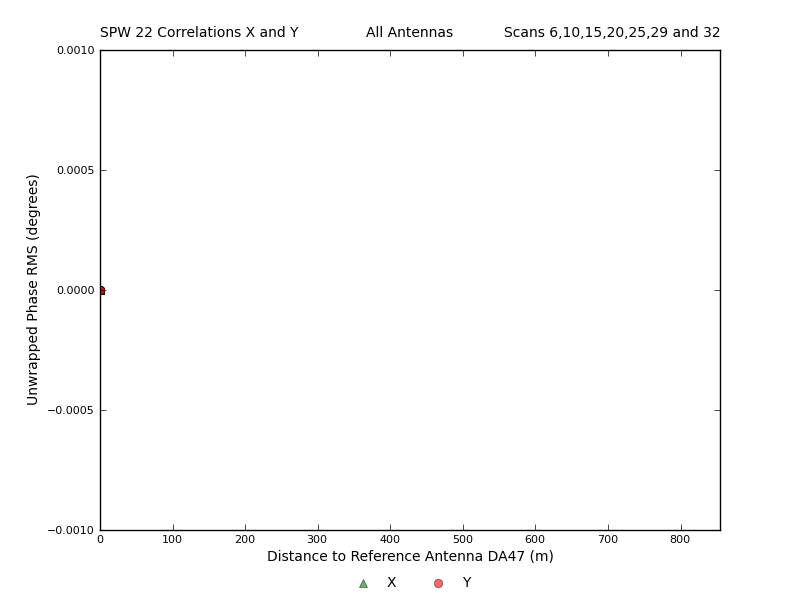 SPW 22 Correlations X and Y All Antennas Scans 6,10,15,20,25,29 and 32
0.0010
0.0005
0.0000
−0.0005
−0.0010
Unwrapped Phase RMS (degrees)
0 100 200 300 400 500 600 700 800
Distance to Reference Antenna DA47 (m)
X Y